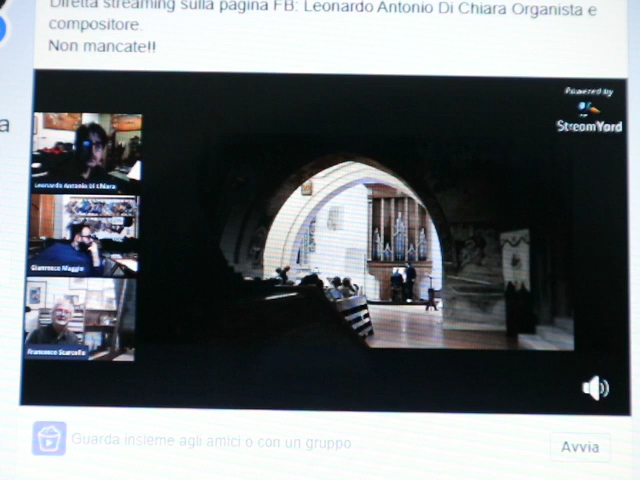 Diretta streaming sulla pagina FB: Leonardo Antonio Di Chiara Organista e
compositore.
Non mancate!!
a
Powered by
StreamYard
Leonardo Antonio Di Chiara
Gianrocco Maggio
Francesco Scarcella
Guarda insieme agli amici o con un gruppo
Avvia